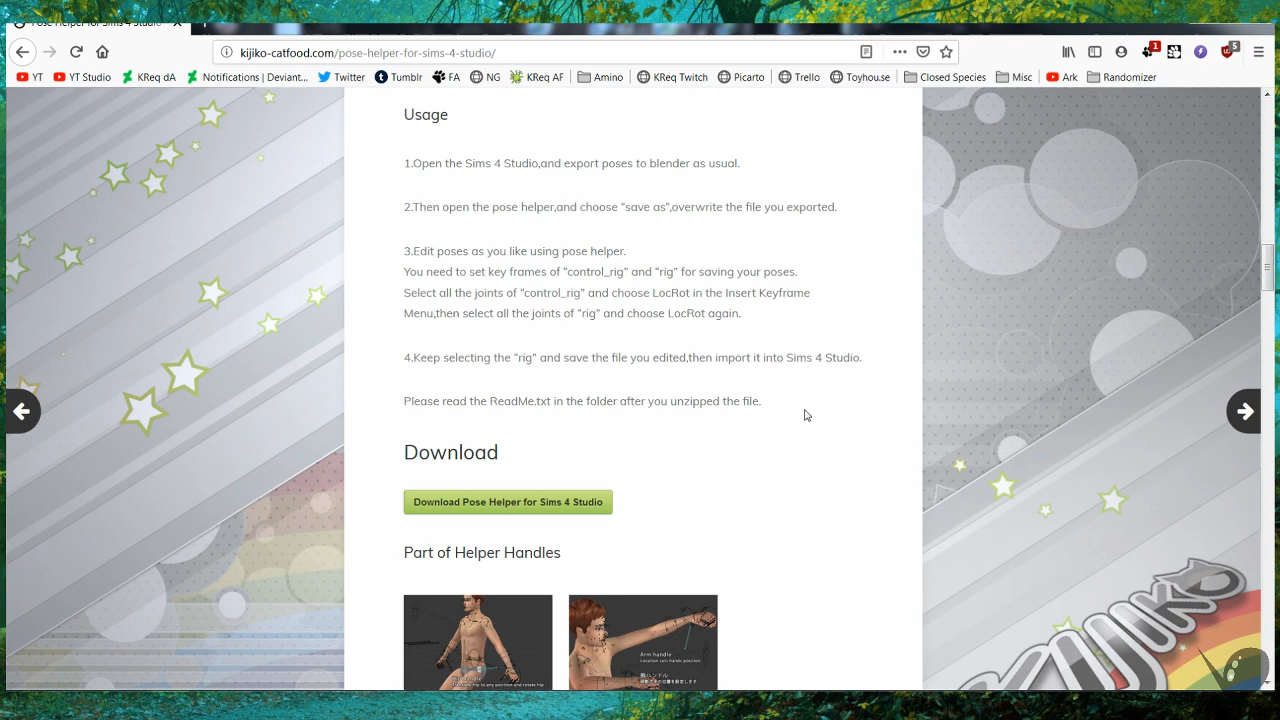 Pose Helper for Sims 4 Studio
kijiko-catfood.com/pose-helper-for-sims-4-studio/
1
5
YT
YT Studio
KReq dA
Notifications | Deviant...
Twitter
Tumblr
FA
NG
KReq AF
Amino
KReq Twitch
Picarto
Trello
Toyhou.se
Closed Species
Misc
Ark
Randomizer
Usage
1.Open the Sims 4 Studio,and export poses to blender as usual.
2.Then open the pose helper,and choose “save as”,overwrite the file you exported.
3.Edit poses as you like using pose helper.
You need to set key frames of “control_rig” and “rig” for saving your poses.
Select all the joints of “control_rig” and choose LocRot in the Insert Keyframe
Menu,then select all the joints of “rig” and choose LocRot again.
4.Keep selecting the “rig” and save the file you edited,then import it into Sims 4 Studio.
Please read the ReadMe.txt in the folder after you unzipped the file.
Download
Download Pose Helper for Sims 4 Studio
Part of Helper Handles
Arm handle
KIJIKO